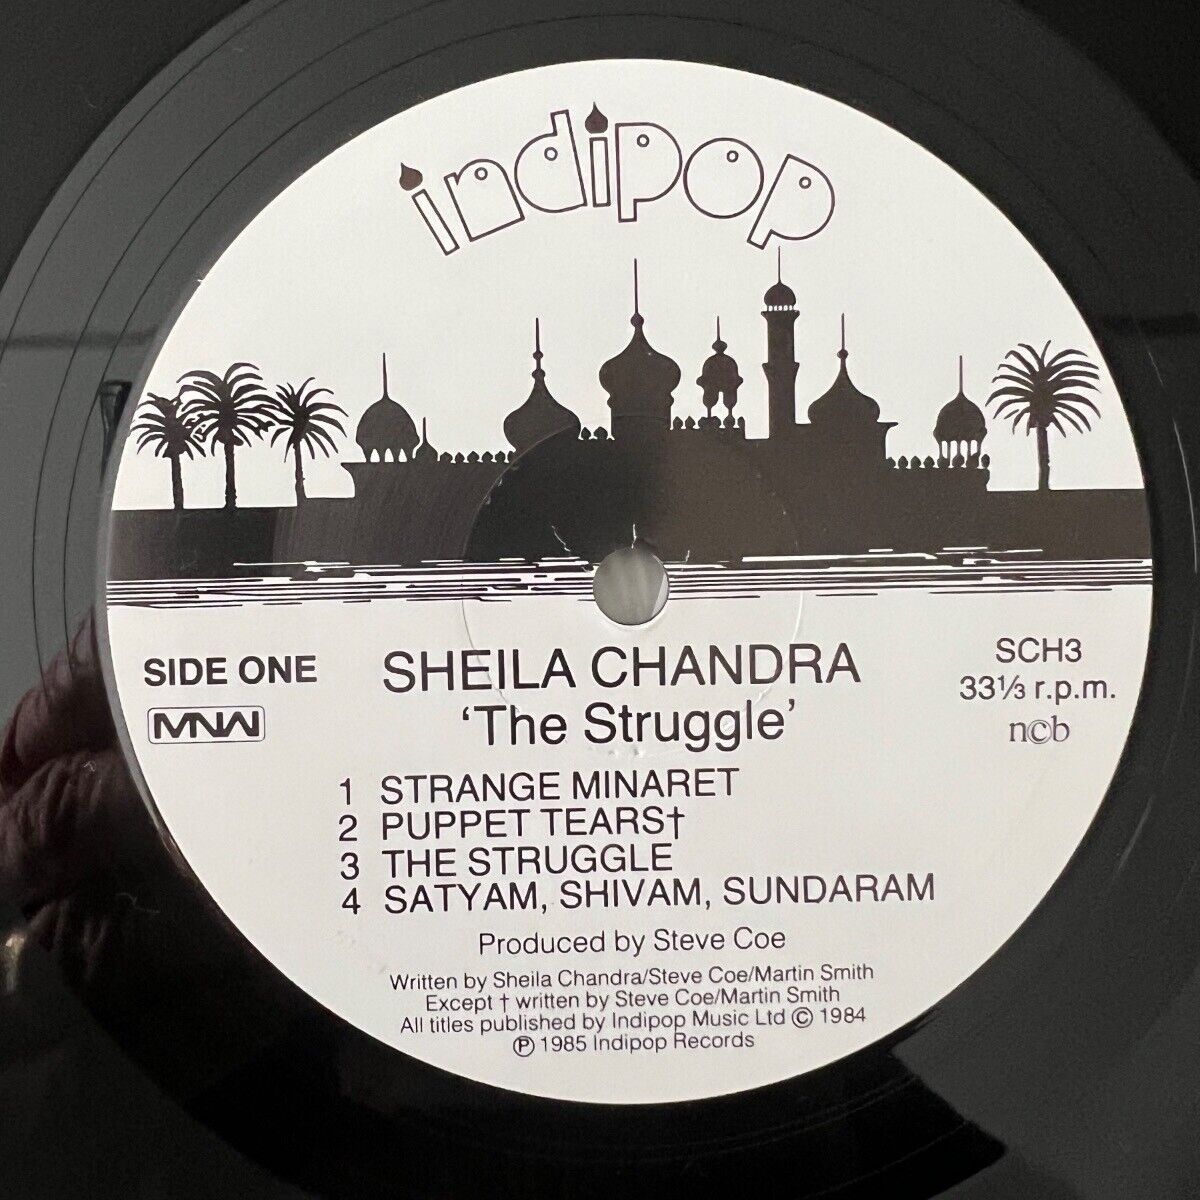 indipop
SIDE ONE
MNW
SHEILA CHANDRA
'The Struggle'
SCH3
33⅓ r.p.m.
n©b
1 STRANGE MINARET
2 PUPPET TEARS†
3 THE STRUGGLE
4 SATYAM, SHIVAM, SUNDARAM
Produced by Steve Coe
Written by Sheila Chandra/Steve Coe/Martin Smith
Except † written by Steve Coe/Martin Smith
All titles published by Indipop Music Ltd © 1984
℗ 1985 Indipop Records